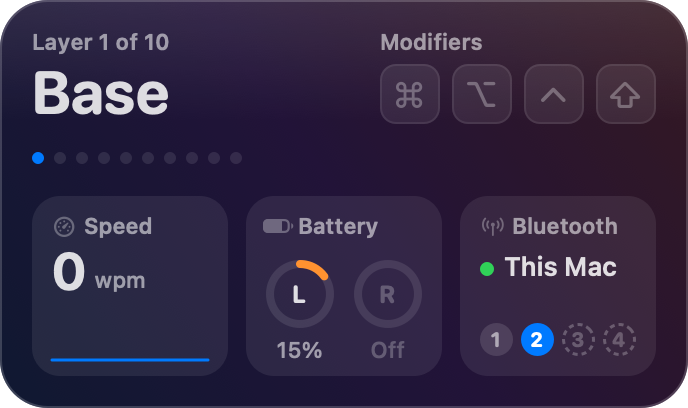 Layer 1 of 10
Modifiers
Base
⌘ ⌥ ⌃ ⇧
Speed
0 wpm
Battery
L R
15% Off
Bluetooth
This Mac
1 2 3 4